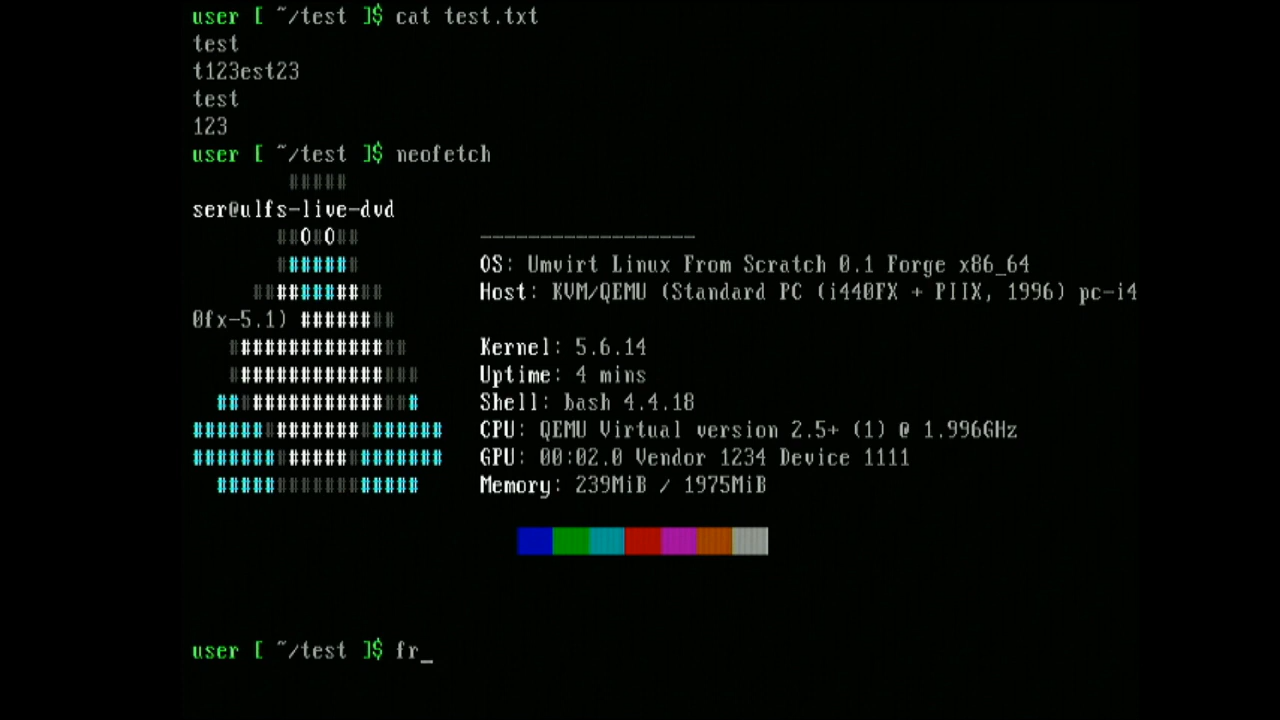 user [ ~/test ]$ cat test.txt
test
t123est23
test
123
user [ ~/test ]$ neofetch
#####
ser@ulfs-live-dvd
##O#O## ------------------
####### OS: Umvirt Linux From Scratch 0.1 Forge x86_64
########### Host: KVM/QEMU (Standard PC (i440FX + PIIX, 1996) pc-i4
0fx-5.1) ########
############### Kernel: 5.6.14
################ Uptime: 4 mins
################# Shell: bash 4.4.18
##################### CPU: QEMU Virtual version 2.5+ (1) @ 1.996GHz
##################### GPU: 00:02.0 Vendor 1234 Device 1111
################# Memory: 239MiB / 1975MiB
user [ ~/test ]$ fr_